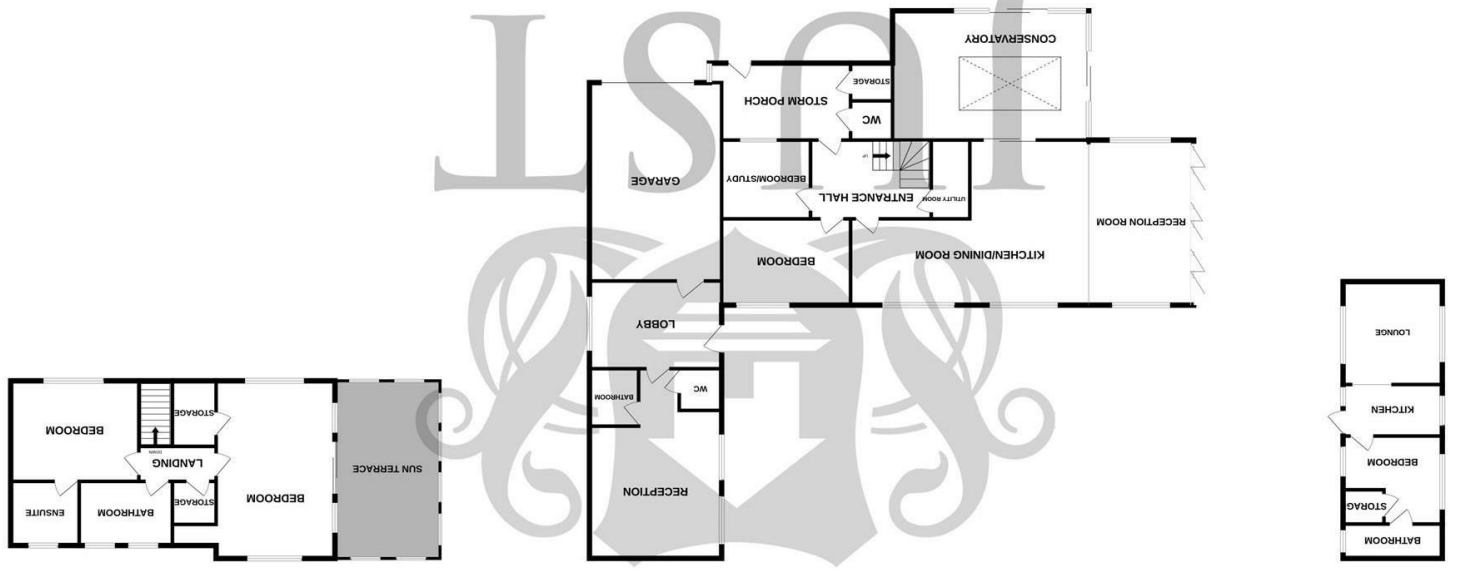 JUST
BATHROOM
STORAG
BEDROOM
KITCHEN
LOUNGE
RECEPTION
BATHROOM
WC
LOBBY
BEDROOM
KITCHEN/DINING ROOM
RECEPTION ROOM
GARAGE
BEDROOM/STUDY
ENTRANCE HALL
UTILITY ROOM
UP
STORM PORCH
WC
STORAGE
CONSERVATORY
ENSUITE
BATHROOM
STORAGE
BEDROOM
SUN TERRACE
LANDING
DOWN
BEDROOM
STORAGE